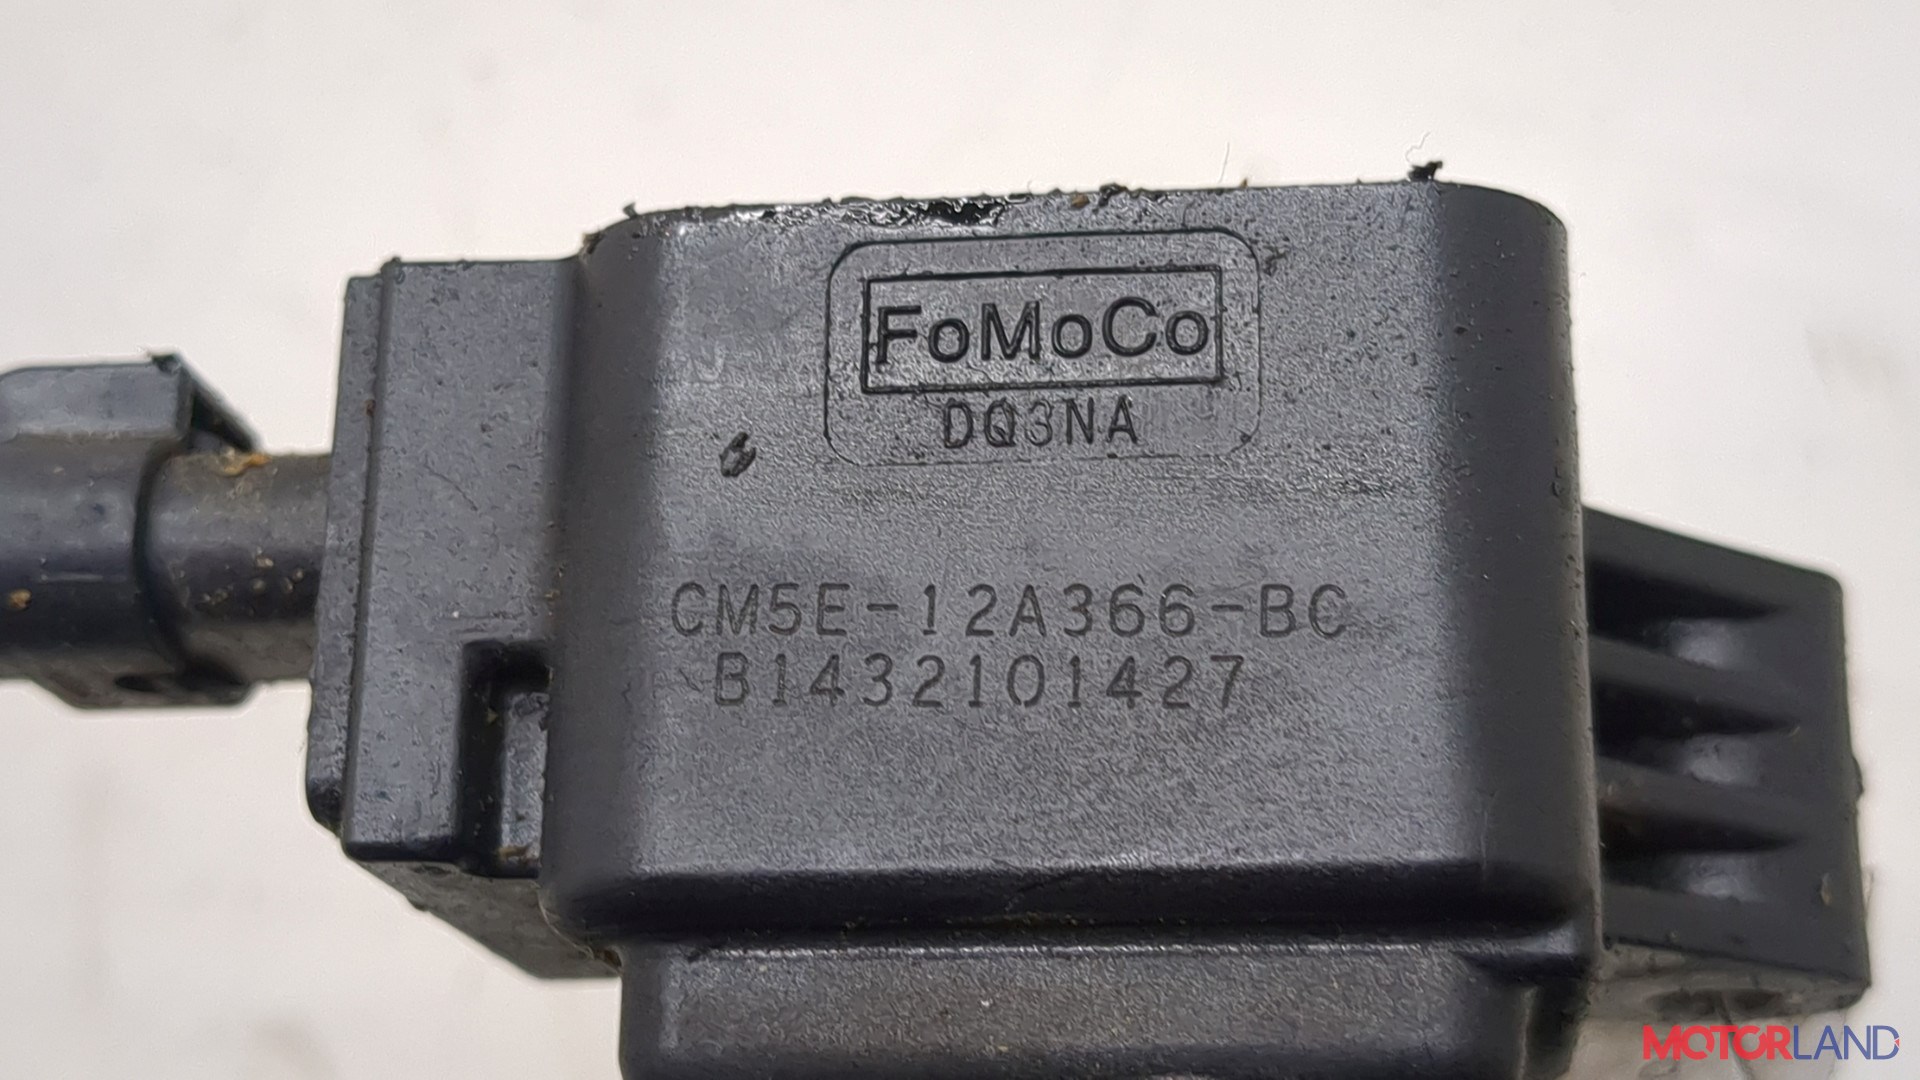 FoMoCo
DQ3NA
CM5E-12A366-BC
B1432101427
MOTORLAND